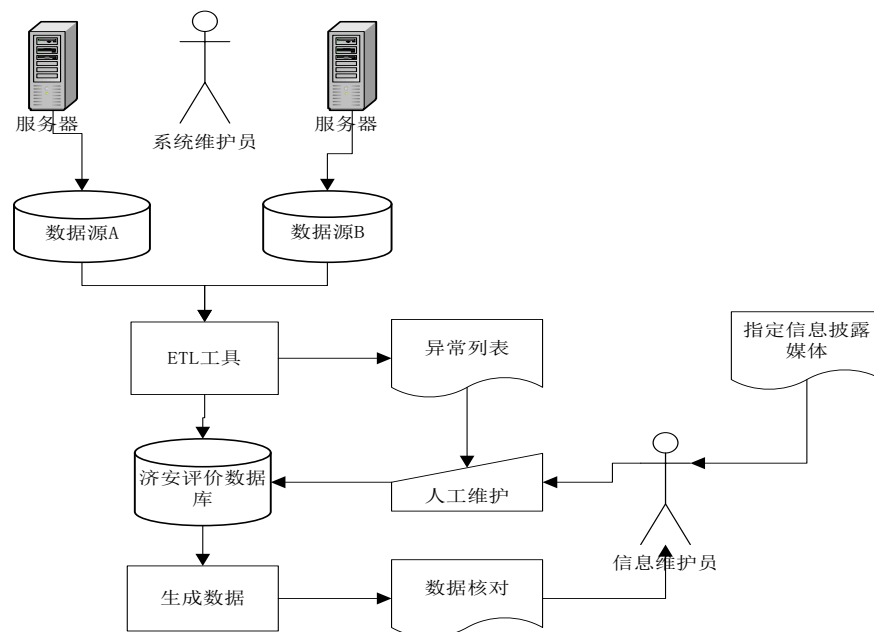 服务器
系统维护员
服务器
数据源A
数据源B
ETL工具
异常列表
指定信息披露
媒体
济安评价数据
库
人工维护
信息维护员
生成数据
数据核对